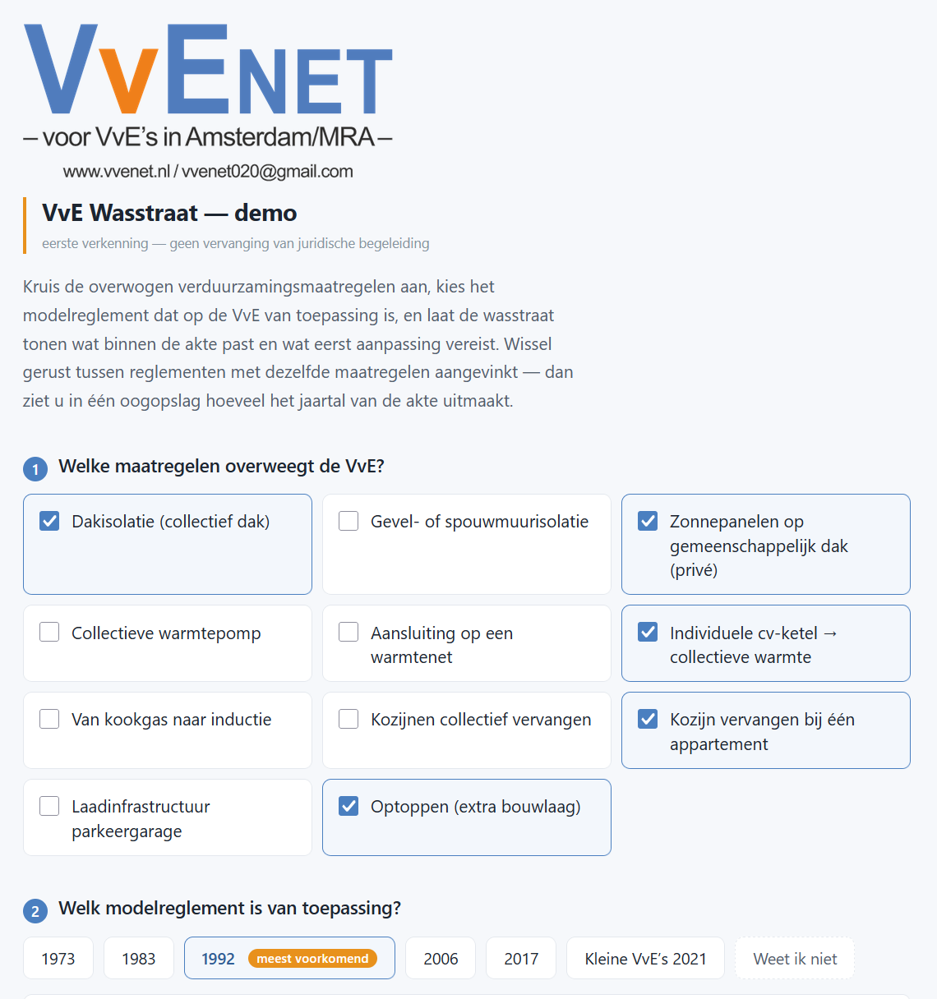 VvENET
– voor VvE's in Amsterdam/MRA –
www.vvenet.nl / vvenet020@gmail.com
VvE Wasstraat — demo
eerste verkenning — geen vervanging van juridische begeleiding
Kruis de overwogen verduurzamingsmaatregelen aan, kies het
modelreglement dat op de VvE van toepassing is, en laat de wasstraat
tonen wat binnen de akte past en wat eerst aanpassing vereist. Wissel
gerust tussen reglementen met dezelfde maatregelen aangevinkt — dan
ziet u in één oogopslag hoeveel het jaartal van de akte uitmaakt.
1 Welke maatregelen overweegt de VvE?
Dakisolatie (collectief dak)
Gevel- of spouwmuurisolatie
Zonnepanelen op
gemeenschappelijk dak
(privé)
Collectieve warmtepomp
Aansluiting op een
warmtenet
Individuele cv-ketel →
collectieve warmte
Van kookgas naar inductie
Kozijnen collectief vervangen
Kozijn vervangen bij één
appartement
Laadinfrastructuur
parkeergarage
Optoppen (extra bouwlaag)
2 Welk modelreglement is van toepassing?
1973
1983
1992 meest voorkomend
2006
2017
Kleine VvE's 2021
Weet ik niet